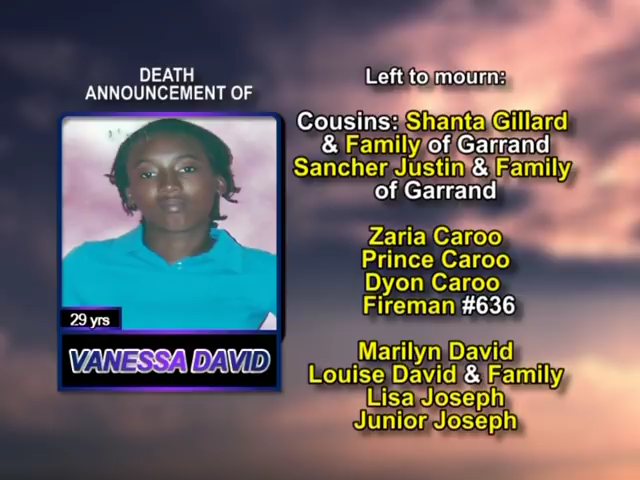 DEATH
ANNOUNCEMENT OF
29 yrs
VANESSA DAVID
Left to mourn:
Cousins: Shanta Gillard
& Family of Garrand
Sancher Justin & Family
of Garrand
Zaria Caroo
Prince Caroo
Dyon Caroo
Fireman #636
Marilyn David
Louise David & Family
Lisa Joseph
Junior Joseph